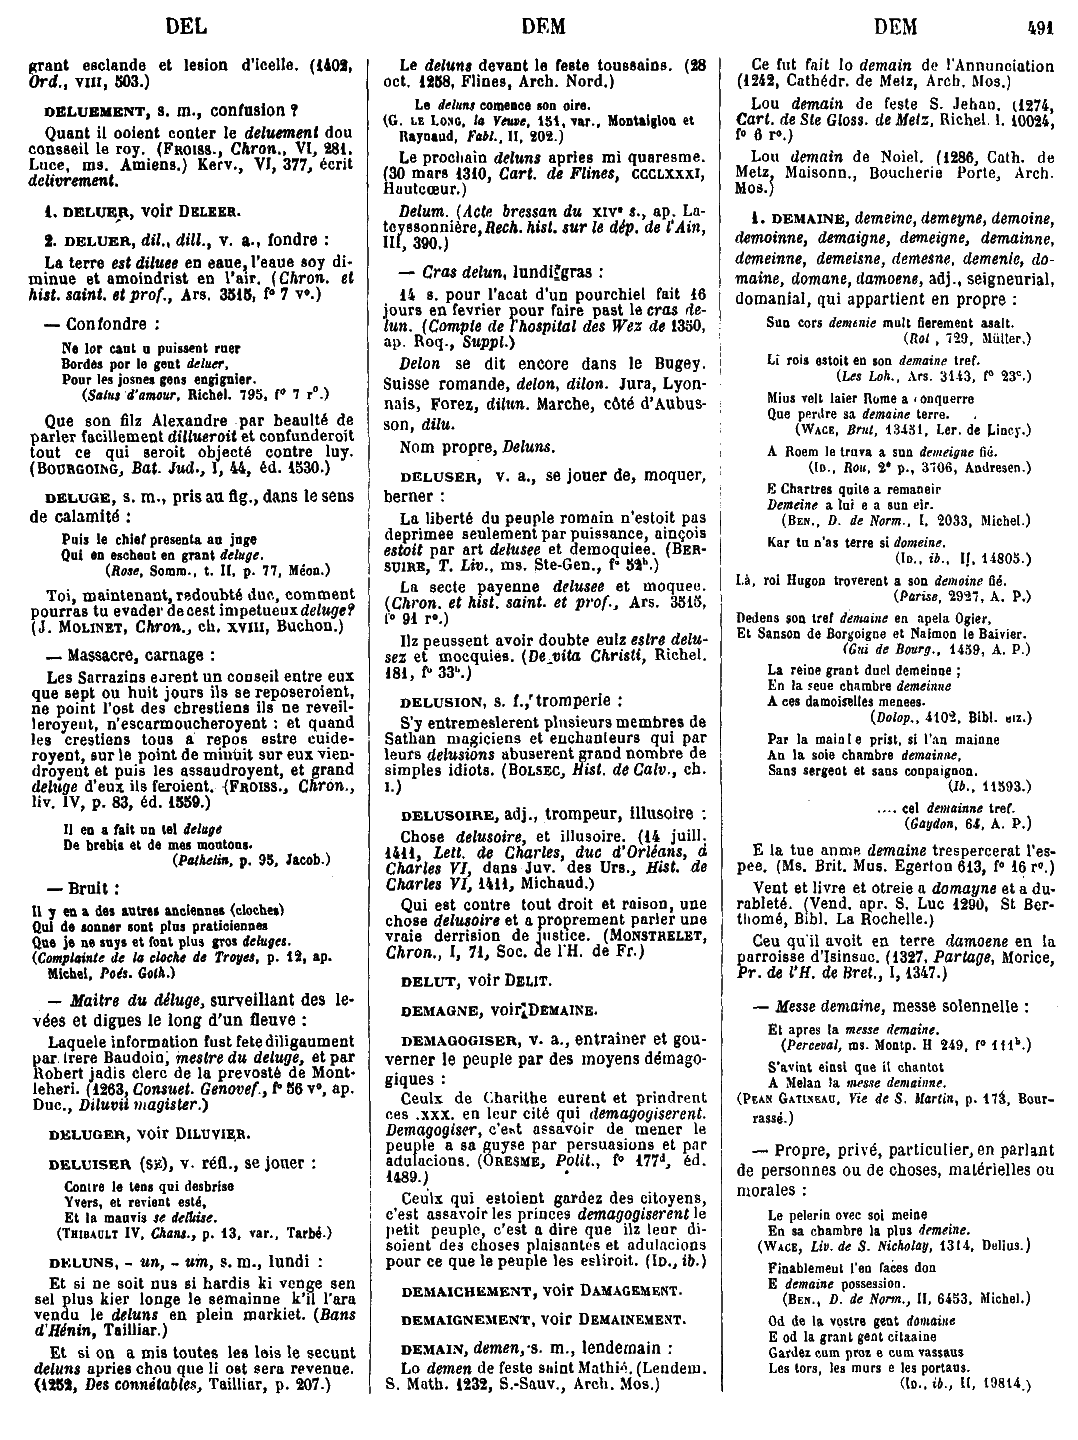 DEL DEM DEM 491
grant esclande et lesion d'icelle. (1402,
Ord., VIII, 503.)
DELUEMENT, s. m., confusion ?
Quant il ooient conter le deluement dou
consseil le roy. (FROISS., Chron., VI, 281,
Luce, ms. Amiens.) Kerv., VI, 377, écrit
delivrement.
1. DELUER, voir DELEER.
2. DELUER, dil., dill., v. a., fondre :
La terre est diluee en eaue, l'eaue soy di-
minue et amoindrist en l'air. (Chron. et
hist. saint. et prof., Ars. 3515, f° 7 v°.)
— Confondre :
Ne lor caut u puissent ruer
Bordes por le gent deluer,
Pour les josnes gens engignier.
(Salus d'amour, Richel. 795, f° 7 r°.)
Que son filz Alexandre par beaulté de
parler facillement dillueroit et confunderoit
tout ce qui seroit objecté contre luy.
(BOURGOING, Bat. Jud., I, 44, éd. 1530.)
DELUGE, s. m., pris au fig., dans le sens
de calamité :
Puis le chief presenta au juge
Qui en escheut en grant deluge.
(Rose, Somm., t. II, p. 77, Méon.)
Toi, maintenant, redoubté duc, comment
pourras tu evader de cest impetueux deluge?
(J. MOLINET, Chron., ch. XVIII, Buchon.)
— Massacre, carnage :
Les Sarrazins eurent un conseil entre eux
que sept ou huit jours ils se reposeroient,
ne point l'ost des chrestiens ils ne reveil-
leroyent, n'escarmoucheroyent : et quand
les crestiens tous a repos estre cuide-
royent, sur le point de minuit sur eux vien-
droyent et puis les assaudroyent, et grand
deluge d'eux ils feroient. (FROISS., Chron.,
liv. IV, p. 83, éd. 1559.)
Il en a fait un tel deluge
De brebis et de mes moutons.
(Pathelin, p. 95, Jacob.)
— Bruit :
Il y en a des autres anciennes (cloches)
Qui de sonner sont plus praticiennes
Que je ne suys et font plus gros deluges.
(Complainte de la cloche de Troyes, p. 12, ap.
Michel, Poés. Goth.)
— Maitre du déluge, surveillant des le-
vées et digues le long d'un fleuve :
Laquele information fust fete diligaument
par frere Baudoin, mestre du deluge, et par
Robert jadis clerc de la prevosté de Mont-
leheri. (1263, Consuet. Genovef., f° 56 v°, ap.
Duc., Diluvii magister.)
DELUGER, voir DILUVIER.
DELUISER (SE), v. réfl., se jouer :
Contre le tens qui desbrise
Yvers, et revient esté,
Et la mauvis se deluise.
(THIBAULT IV, Chans., p. 13, var., Tarbé.)
DELUNS, - un, - um, s. m., lundi :
Et si ne soit nus si hardis ki venge sen
sel plus kier longe le semainne k'il l'ara
vendu le deluns en plein markiet. (Bans
d'Hénin, Tailliar.)
Et si on a mis toutes les lois le secunt
deluns apries chou que li ost sera revenue.
(1252, Des connétables, Tailliar, p. 207.)
Le deluns devant le feste toussains. (28
oct. 1258, Flines, Arch. Nord.)
Le deluns comence son oire.
(G. LE LONG, la Veuve, 151, var., Montaiglon et
Raynaud, Fabl., II, 202.)
Le prochain deluns apries mi quaresme.
(30 mars 1310, Cart. de Flines, CCCLXXXI,
Hautcœur.)
Delum. (Acte bressan du XIV° s., ap. La-
teyssonnière, Rech. hist. sur le dép. de l'Ain,
III, 390.)
— Cras delun, lundi gras :
14 s. pour l'acat d'un pourchiel fait 16
jours en fevrier pour faire past le cras de-
lun. (Compte de l'hospital des Wez de 1350,
ap. Roq., Suppl.)
Delon se dit encore dans le Bugey.
Suisse romande, delon, dilon. Jura, Lyon-
nais, Forez, dilun. Marche, côté d'Aubus-
son, dilu.
Nom propre, Deluns.
DELUSER, v. a., se jouer de, moquer,
berner :
La liberté du peuple romain n'estoit pas
deprimee seulement par puissance, ainçois
estoit par art delusee et demoquiee. (BER-
SUIRE, T. Liv., ms. Ste-Gen., f° 52ᵇ.)
La secte payenne delusee et moquee.
(Chron. et hist. saint. et prof., Ars. 3515,
f° 91 r°.)
Ilz peussent avoir doubte eulz estre delu-
sez et mocquies. (De vita Christi, Richel.
181, f° 33ᵇ.)
DELUSION, s. f., tromperie :
S'y entremeslerent plusieurs membres de
Sathan magiciens et enchanteurs qui par
leurs delusions abuserent grand nombre de
simples idiots. (BOLSEC, Hist. de Calv., ch.
I.)
DELUSOIRE, adj., trompeur, illusoire :
Chose delusoire, et illusoire. (14 juill.
1411, Lett. de Charles, duc d'Orléans, à
Charles VI, dans Juv. des Urs., Hist. de
Charles VI, 1411, Michaud.)
Qui est contre tout droit et raison, une
chose delusoire et a proprement parler une
vraie derrision de justice. (MONSTRELET,
Chron., I, 71, Soc. de l'H. de Fr.)
DELUT, voir DELIT.
DEMAGNE, voir DEMAINE.
DEMAGOGISER, v. a., entrainer et gou-
verner le peuple par des moyens démago-
giques :
Ceulx de Charithe eurent et prindrent
ces .xxx. en leur cité qui demagogiserent.
Demagogiser, c'est assavoir de mener le
peuple a sa guyse par persuasions et par
adulacions. (ORESME, Polit., f° 177ᵈ, éd.
1489.)
Ceulx qui estoient gardez des citoyens,
c'est assavoir les princes demagogiserent le
petit peuple, c'est a dire que ilz leur di-
soient des choses plaisantes et adulacions
pour ce que le peuple les esliroit. (ID., ib.)
DEMAICHEMENT, voir DAMAGEMENT.
DEMAIGNEMENT, voir DEMAINEMENT.
DEMAIN, demen, s. m., lendemain :
Lo demen de feste saint Mathié. (Lendem.
S. Math. 1232, S.-Sauv., Arch. Mos.)
Ce fut fait lo demain de l'Annunciation
(1242, Cathédr. de Metz, Arch. Mos.)
Lou demain de feste S. Jehan. (1274,
Cart. de Ste Gloss. de Metz, Richel. l. 10024,
f° 6 r°.)
Lou demain de Noiel. (1286, Cath. de
Metz, Maisonn., Boucherie Porte, Arch.
Mos.)
1. DEMAINE, demeine, demeyne, demoine,
demoinne, demaigne, demeigne, demainne,
demeinne, demeisne, demesne, demenie, do-
maine, domane, damoene, adj., seigneurial,
domanial, qui appartient en propre :
Sun cors demenie mult fierement asalt.
(Rol , 729, Müller.)
Li rois estoit en son demaine tref.
(Les Loh., Ars. 3143, f° 23ᶜ.)
Mius velt laier Rome a conquerre
Que perdre sa demaine terre.
(WACE, Brut, 13451, Ler. de Lincy.)
A Roem le truva a sun demeigne fié.
(ID., Rou, 2° p., 3706, Andresen.)
E Chartres quite a remaneir
Demeine a lui e a sun eir.
(BEN., D. de Norm., I, 2033, Michel.)
Kar tu n'as terre si domeine.
(ID., ib., II, 14805.)
Là, roi Hugon troverent a son demoine fié.
(Parise, 2927, A. P.)
Dedens son tref demaine en apela Ogier,
Et Sanson de Borgoigne et Naimon le Baivier.
(Gui de Bourg., 1459, A. P.)
La reine grant duel demeinne ;
En la seue chambre demeinne
A ces damoiselles menees.
(Dolop., 4102, Bibl. elz.)
Par la main le prist, si l'an mainne
An la soie chambre demainne,
Sans sergent et sans conpaignon.
(Ib., 11593.)
.... cel demainne tref.
(Gaydon, 64, A. P.)
E la tue anme demaine trespercerat l'es-
pee. (Ms. Brit. Mus. Egerton 613, f° 16 r°.)
Vent et livre et otreie a domayne et a du-
rableté. (Vend. apr. S. Luc 1290, St Ber-
thomé, Bibl. La Rochelle.)
Ceu qu'il avoit en terre damoene en la
parroisse d'Isinsuc. (1327, Partage, Morice,
Pr. de l'H. de Bret., I, 1347.)
— Messe demaine, messe solennelle :
Et apres la messe demaine.
(Perceval, ms. Montp. H 249, f° 111ᵇ.)
S'avint einsi que il chantot
A Melan la messe demainne.
(PEAN GATINEAU, Vie de S. Martin, p. 173, Bour-
rassé.)
— Propre, privé, particulier, en parlant
de personnes ou de choses, matérielles ou
morales :
Le pelerin ovec soi meine
En sa chambre la plus demeine.
(WACE, Liv. de S. Nicholay, 1314, Delius.)
Finablement l'en faces don
E demaine possession.
(BEN., D. de Norm., II, 6453, Michel.)
Od de la vostre gent domaine
E od la grant gent citaaine
Gardez cum proz e cum vassaus
Les tors, les murs e les portaus.
(ID., ib., II, 19814.)